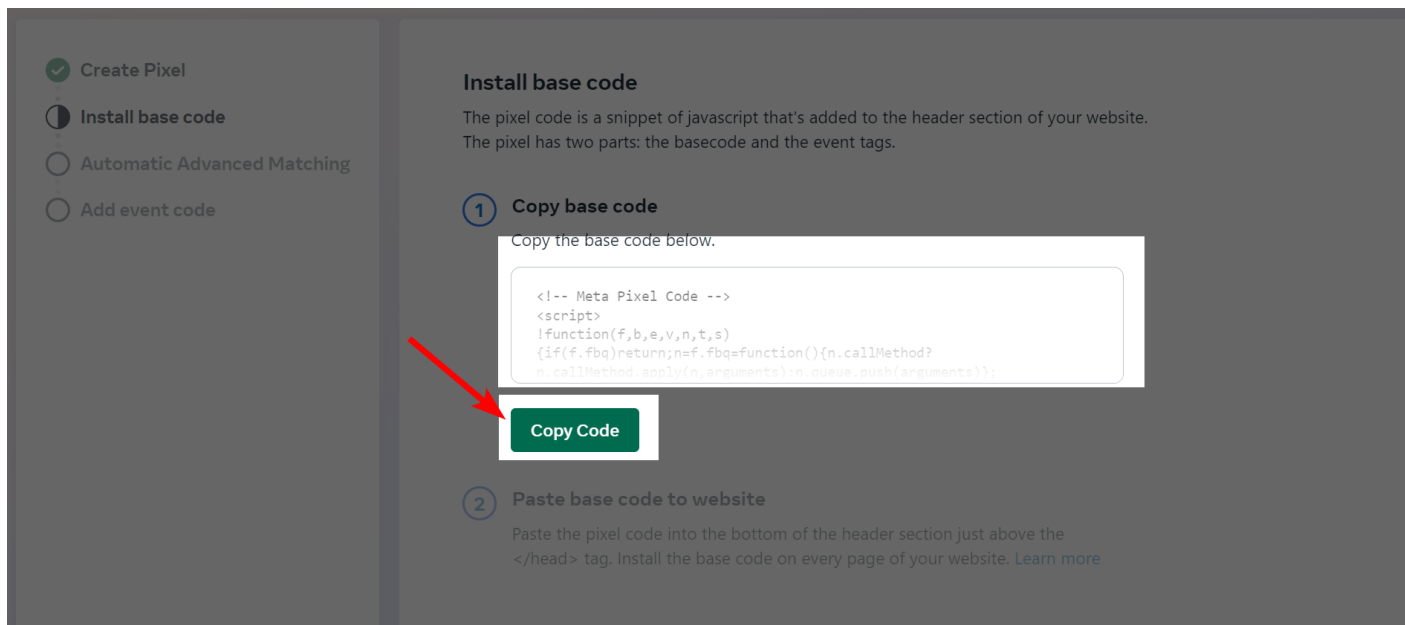 Create Pixel
Install base code
Automatic Advanced Matching
Add event code
Install base code
The pixel code is a snippet of javascript that's added to the header section of your website.
The pixel has two parts: the basecode and the event tags.
1 Copy base code
Copy the base code below.
<!-- Meta Pixel Code -->
<script>
!function(f,b,e,v,n,t,s)
{if(f.fbq)return;n=f.fbq=function(){n.callMethod?
n.callMethod.apply(n,arguments):n.queue.push(arguments)};
Copy Code
2 Paste base code to website
Paste the pixel code into the bottom of the header section just above the
</head> tag. Install the base code on every page of your website. Learn more